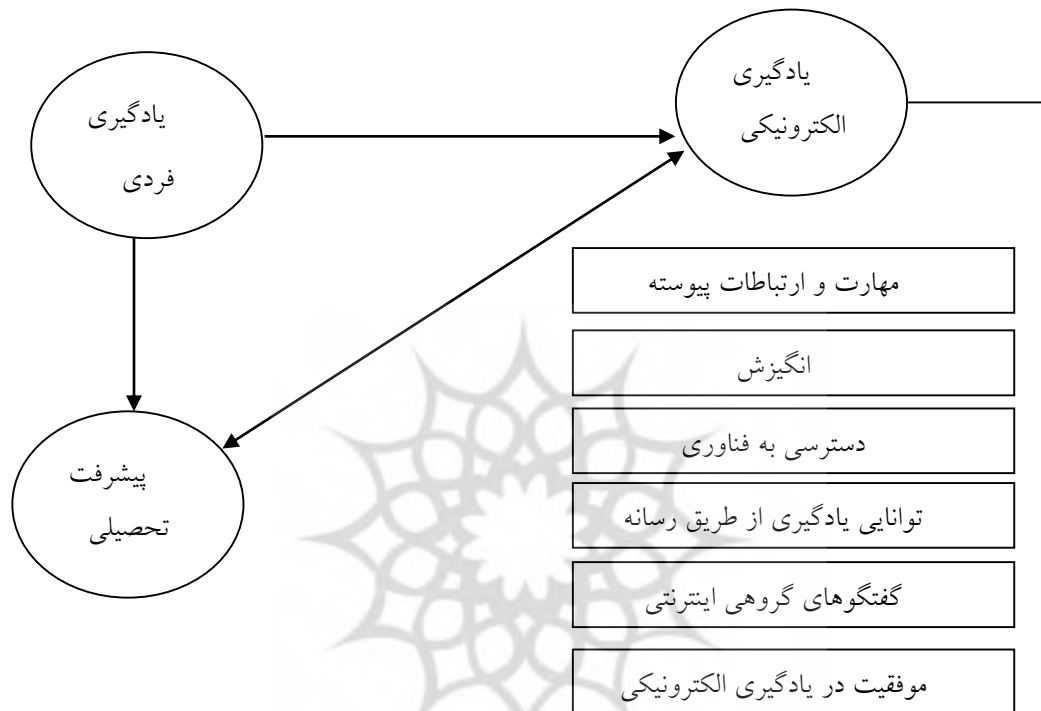 یادگیری
الکترونیکی
یادگیری
فردی
مهارت و ارتباطات پیوسته
انگیزش
دسترسی به فناوری
توانایی یادگیری از طریق رسانه
گفتگوهای گروهی اینترنتی
موفقیت در یادگیری الکترونیکی
پیشرفت
تحصیلی